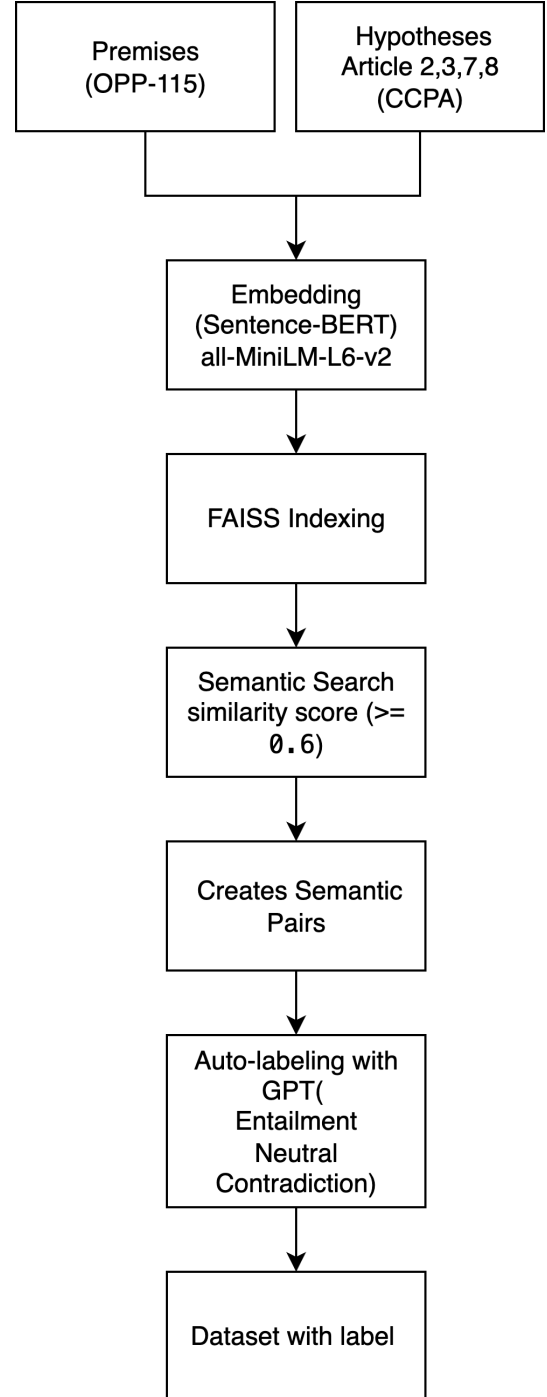 Premises
(OPP-115)
Hypotheses
Article 2,3,7,8
(CCPA)
Embedding
(Sentence-BERT)
all-MiniLM-L6-v2
FAISS Indexing
Semantic Search
similarity score (>=
0.6)
Creates Semantic
Pairs
Auto-labeling with
GPT(
Entailment
Neutral
Contradiction)
Dataset with label